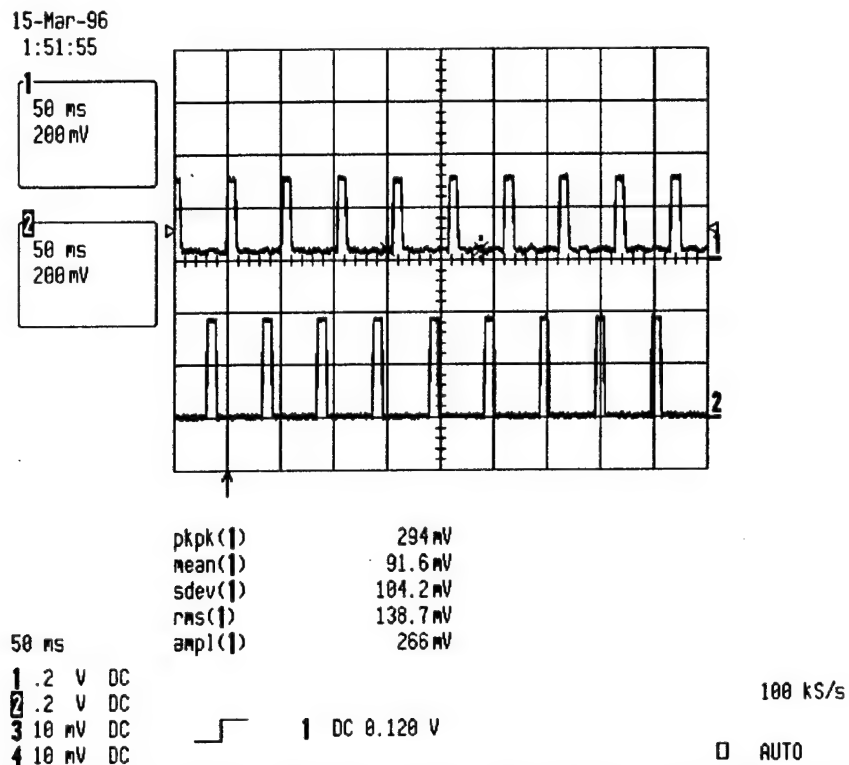 15-Mar-96
1:51:55
1
50 ms
200 mV
2
50 ms
200 mV
1
2
pkpk(1) 294 mV
mean(1) 91.6 mV
sdev(1) 104.2 mV
rms(1) 138.7 mV
ampl(1) 266 mV
50 ms
1 .2 V DC
2 .2 V DC
3 10 mV DC
4 10 mV DC
1 DC 0.120 V
100 kS/s
AUTO